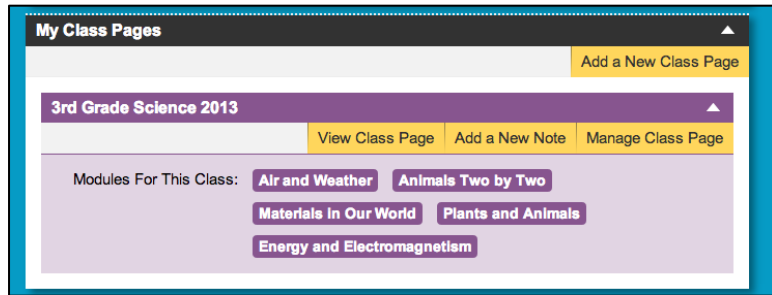 My Class Pages
Add a New Class Page
3rd Grade Science 2013
View Class Page Add a New Note Manage Class Page
Modules For This Class: Air and Weather Animals Two by Two
Materials In Our World Plants and Animals
Energy and Electromagnetism